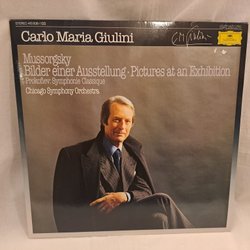 Carlo Maria Giulini
Mussorgsky
Bilder einer Ausstellung · Pictures at an Exhibition
Prokofiev: Symphonie Classique
Chicago Symphony Orchestra